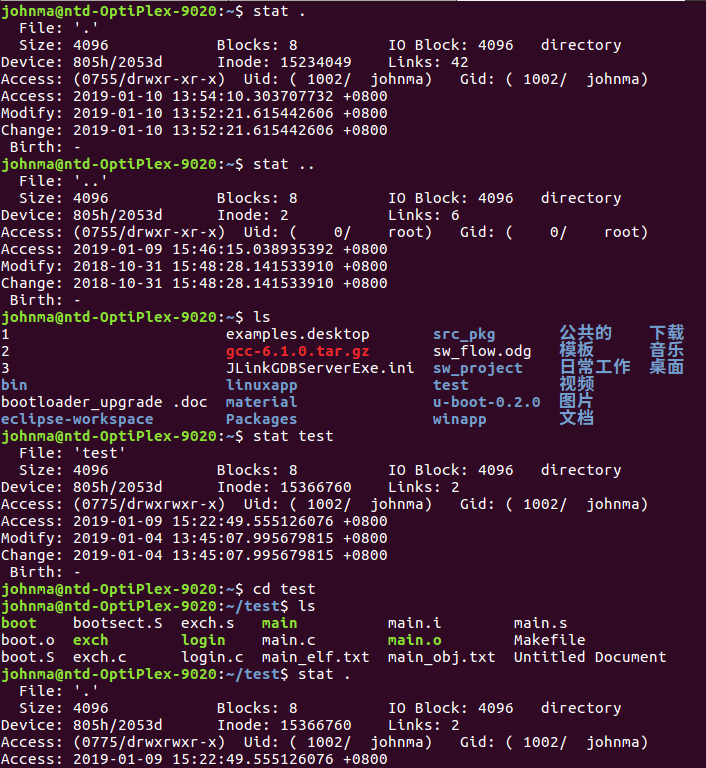 johnma@ntd-OptiPlex-9020:~$ stat .
  File: '.'
  Size: 4096            Blocks: 8          IO Block: 4096   directory
Device: 805h/2053d      Inode: 15234049    Links: 42
Access: (0755/drwxr-xr-x)  Uid: ( 1002/  johnma)   Gid: ( 1002/  johnma)
Access: 2019-01-10 13:54:10.303707732 +0800
Modify: 2019-01-10 13:52:21.615442606 +0800
Change: 2019-01-10 13:52:21.615442606 +0800
 Birth: -
johnma@ntd-OptiPlex-9020:~$ stat ..
  File: '..'
  Size: 4096            Blocks: 8          IO Block: 4096   directory
Device: 805h/2053d      Inode: 2           Links: 6
Access: (0755/drwxr-xr-x)  Uid: (    0/    root)   Gid: (    0/    root)
Access: 2019-01-09 15:46:15.038935392 +0800
Modify: 2018-10-31 15:48:28.141533910 +0800
Change: 2018-10-31 15:48:28.141533910 +0800
 Birth: -
johnma@ntd-OptiPlex-9020:~$ ls
1                        examples.desktop       src_pkg       公共的    下载
2                        gcc-6.1.0.tar.gz       sw_flow.odg   模板      音乐
3                        JLinkGDBServerExe.ini  sw_project    日常工作  桌面
bin                      linuxapp               test          视频
bootloader_upgrade .doc  material               u-boot-0.2.0  图片
eclipse-workspace        Packages               winapp        文档
johnma@ntd-OptiPlex-9020:~$ stat test
  File: 'test'
  Size: 4096            Blocks: 8          IO Block: 4096   directory
Device: 805h/2053d      Inode: 15366760    Links: 2
Access: (0775/drwxrwxr-x)  Uid: ( 1002/  johnma)   Gid: ( 1002/  johnma)
Access: 2019-01-09 15:22:49.555126076 +0800
Modify: 2019-01-04 13:45:07.995679815 +0800
Change: 2019-01-04 13:45:07.995679815 +0800
 Birth: -
johnma@ntd-OptiPlex-9020:~$ cd test
johnma@ntd-OptiPlex-9020:~/test$ ls
boot    bootsect.S  exch.s   main          main.i        main.s
boot.o  exch        login    main.c        main.o        Makefile
boot.S  exch.c      login.c  main_elf.txt  main_obj.txt  Untitled Document
johnma@ntd-OptiPlex-9020:~/test$ stat .
  File: '.'
  Size: 4096            Blocks: 8          IO Block: 4096   directory
Device: 805h/2053d      Inode: 15366760    Links: 2
Access: (0775/drwxrwxr-x)  Uid: ( 1002/  johnma)   Gid: ( 1002/  johnma)
Access: 2019-01-09 15:22:49.555126076 +0800